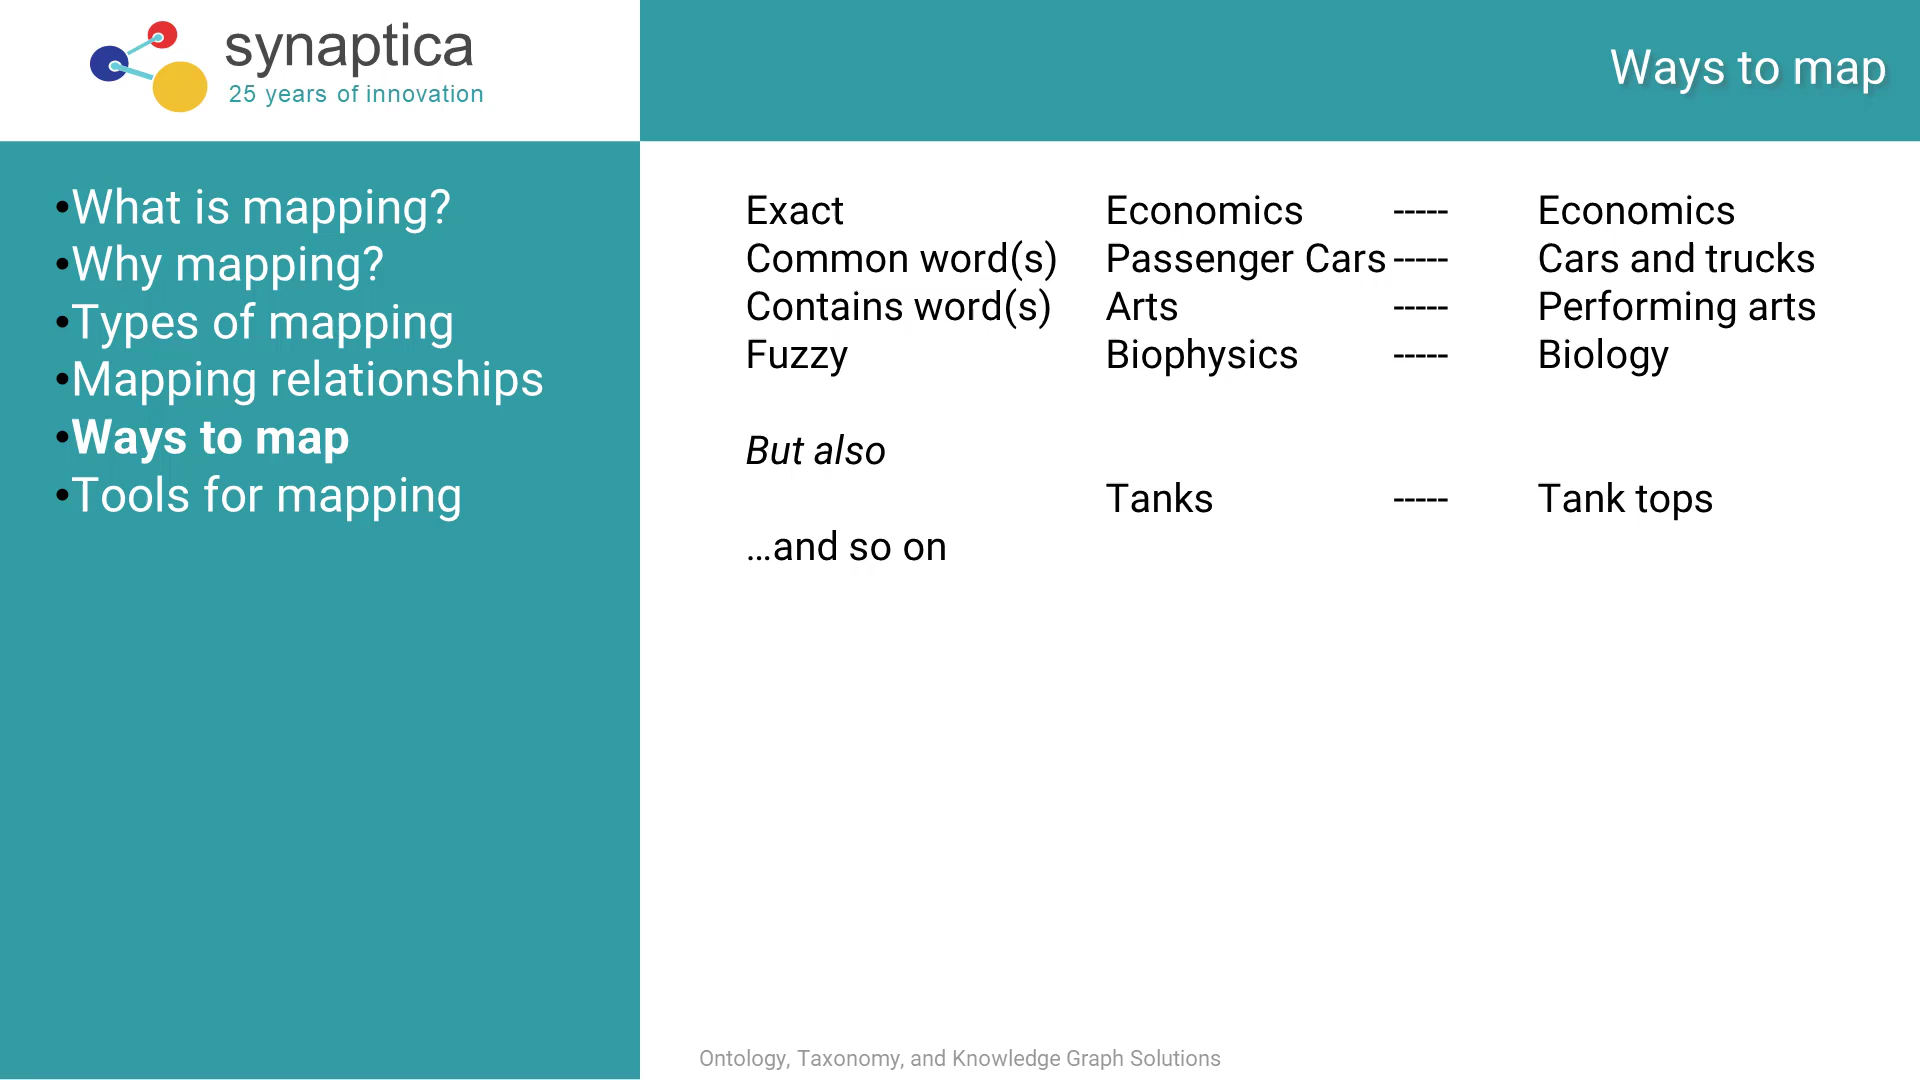 synaptica
25 years of innovation
Ways to map
•What is mapping?
•Why mapping?
•Types of mapping
•Mapping relationships
•Ways to map
•Tools for mapping
Exact Economics ----- Economics
Common word(s) Passenger Cars ----- Cars and trucks
Contains word(s) Arts ----- Performing arts
Fuzzy Biophysics ----- Biology
But also
Tanks ----- Tank tops
…and so on
Ontology, Taxonomy, and Knowledge Graph Solutions